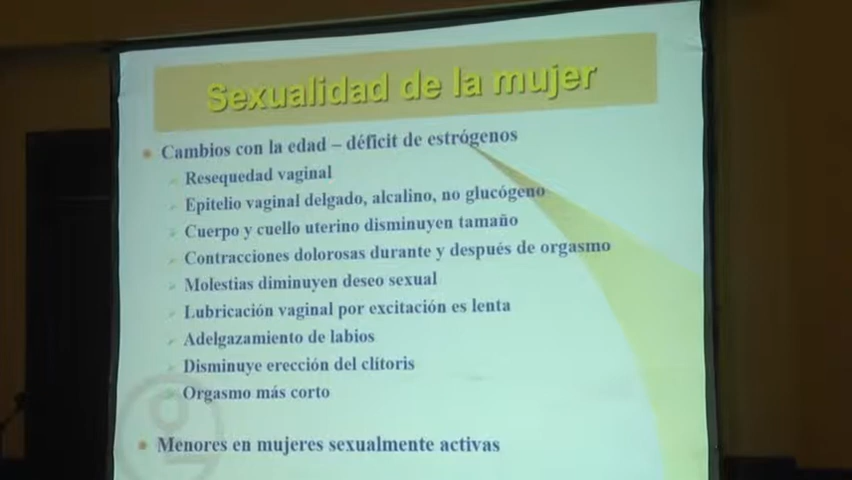 Sexualidad de la mujer
Cambios con la edad – déficit de estrógenos
Resequedad vaginal
Epitelio vaginal delgado, alcalino, no glucógeno
Cuerpo y cuello uterino disminuyen tamaño
Contracciones dolorosas durante y después de orgasmo
Molestias diminuyen deseo sexual
Lubricación vaginal por excitación es lenta
Adelgazamiento de labios
Disminuye erección del clítoris
Orgasmo más corto
Menores en mujeres sexualmente activas